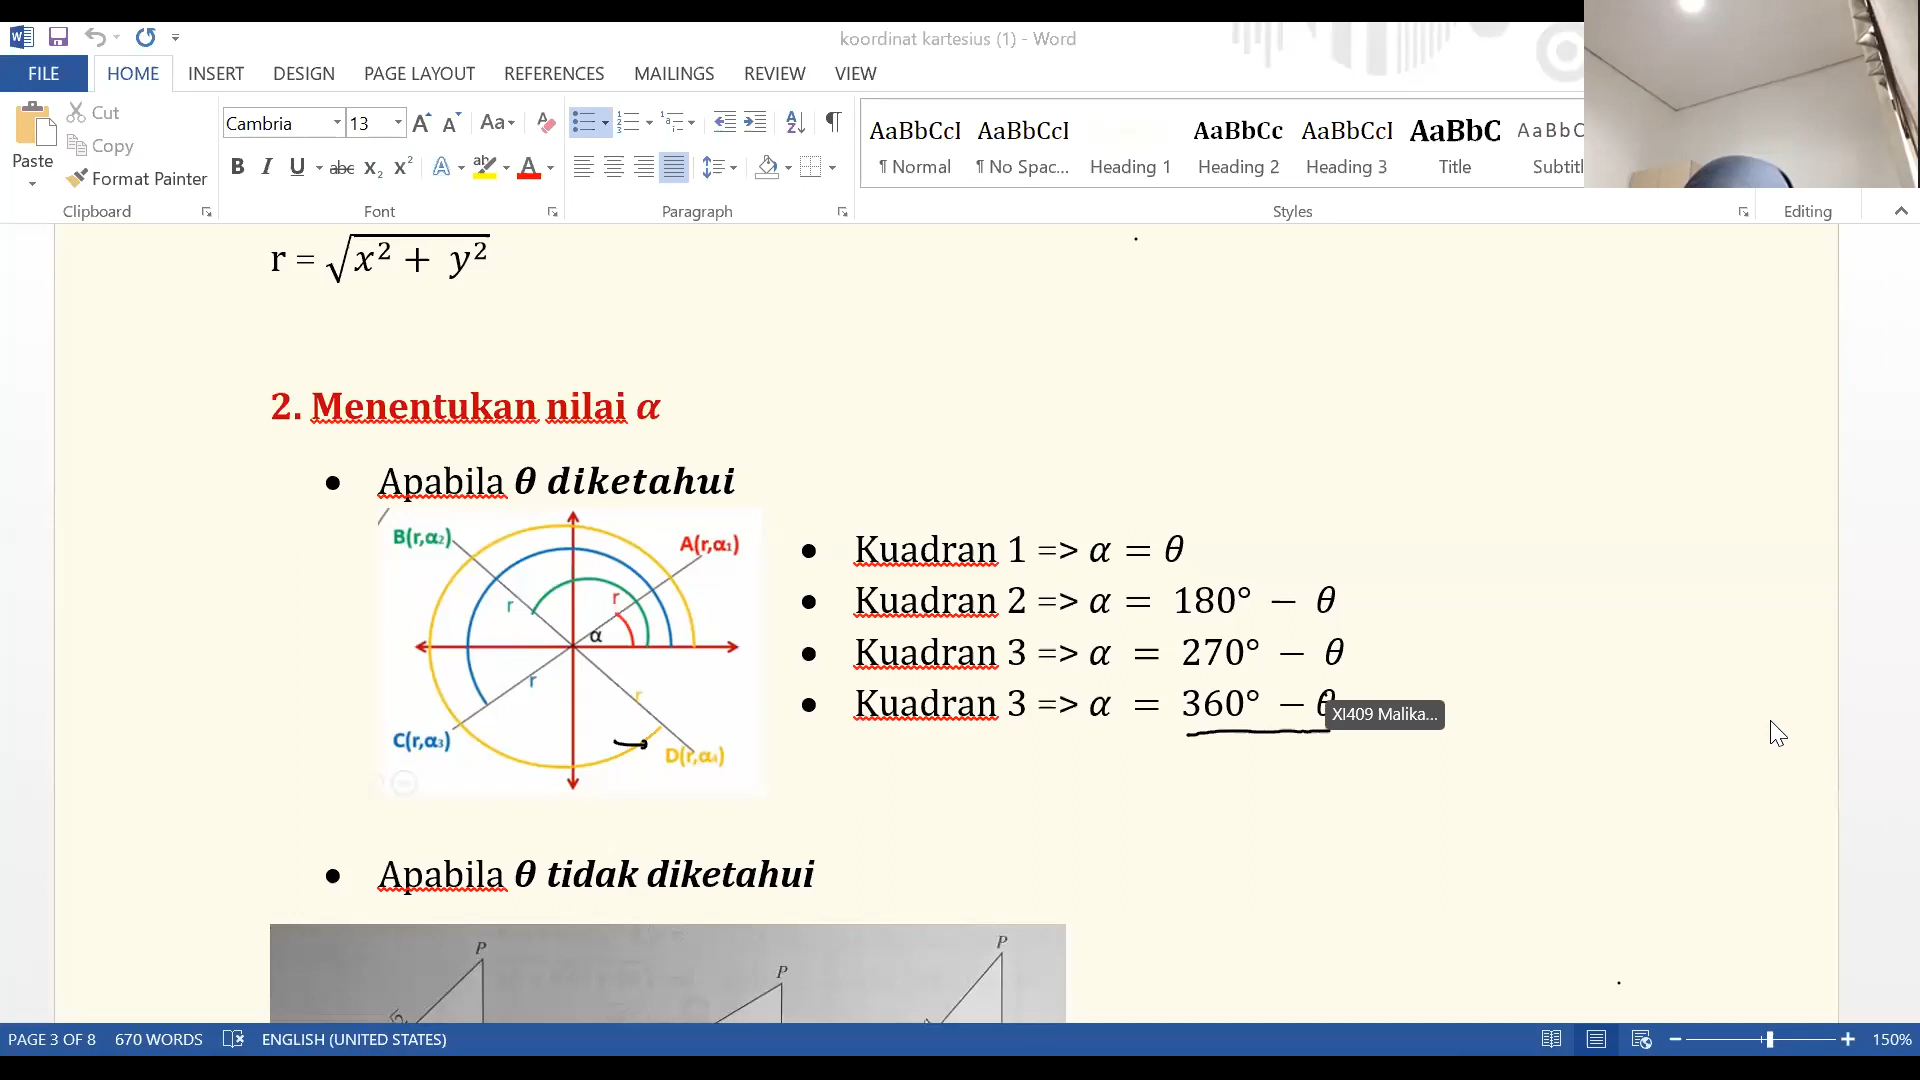 koordinat kartesius (1) - Word
FILE HOME INSERT DESIGN PAGE LAYOUT REFERENCES MAILINGS REVIEW VIEW
Paste
Cut
Copy
Format Painter
Clipboard
Cambria 13
Font
Paragraph
AaBbCcI AaBbCcI AaBbCc AaBbCcI AaBbC AaBbC
¶ Normal ¶ No Spac... Heading 1 Heading 2 Heading 3 Title Subtitl
Styles
Editing
r = √x² + y²
2. Menentukan nilai α
• Apabila θ diketahui
B(r,α₂)
A(r,α₁)
r
r
α
r
r
C(r,α₃)
D(r,α₄)
• Kuadran 1 => α = θ
• Kuadran 2 => α = 180° − θ
• Kuadran 3 => α = 270° − θ
• Kuadran 3 => α = 360° − θ
XI409 Malika...
• Apabila θ tidak diketahui
P
P
P
PAGE 3 OF 8 670 WORDS ENGLISH (UNITED STATES) 150%